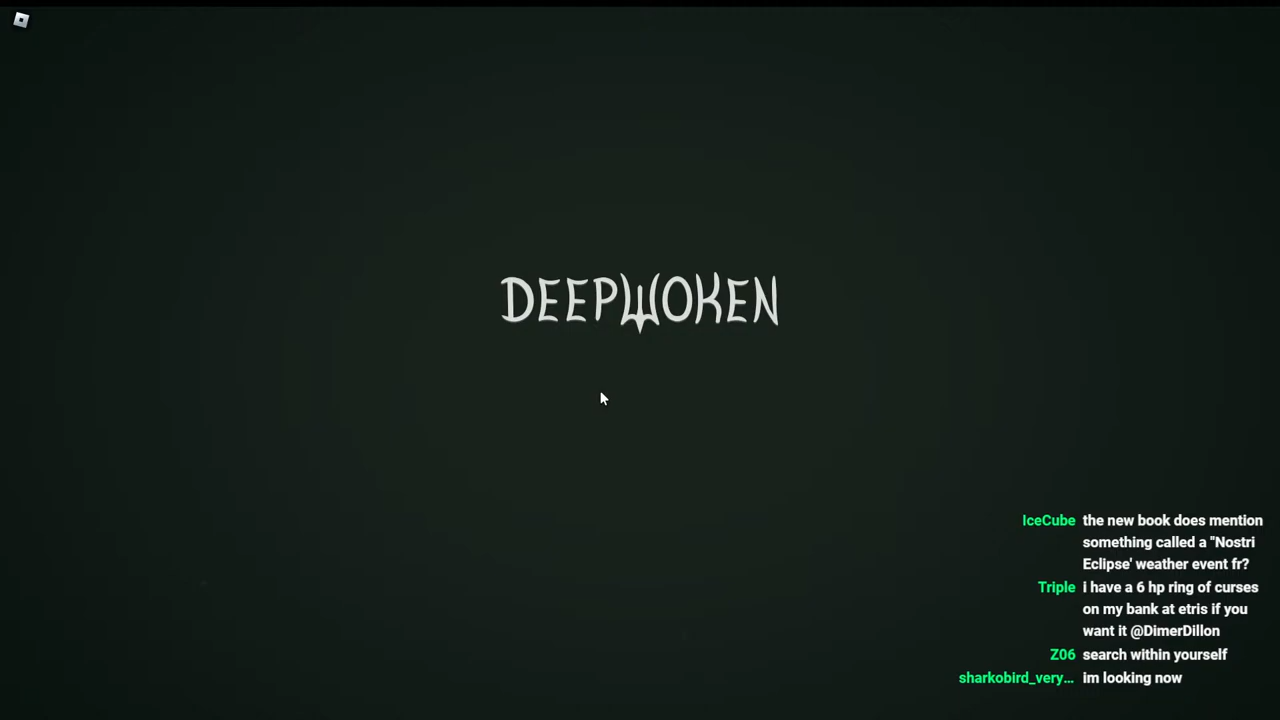 DEEPWOKEN
IceCube the new book does mention
something called a "Nostri
Eclipse' weather event fr?
Triple i have a 6 hp ring of curses
on my bank at etris if you
want it @DimerDillon
Z06 search within yourself
sharkobird_very... im looking now